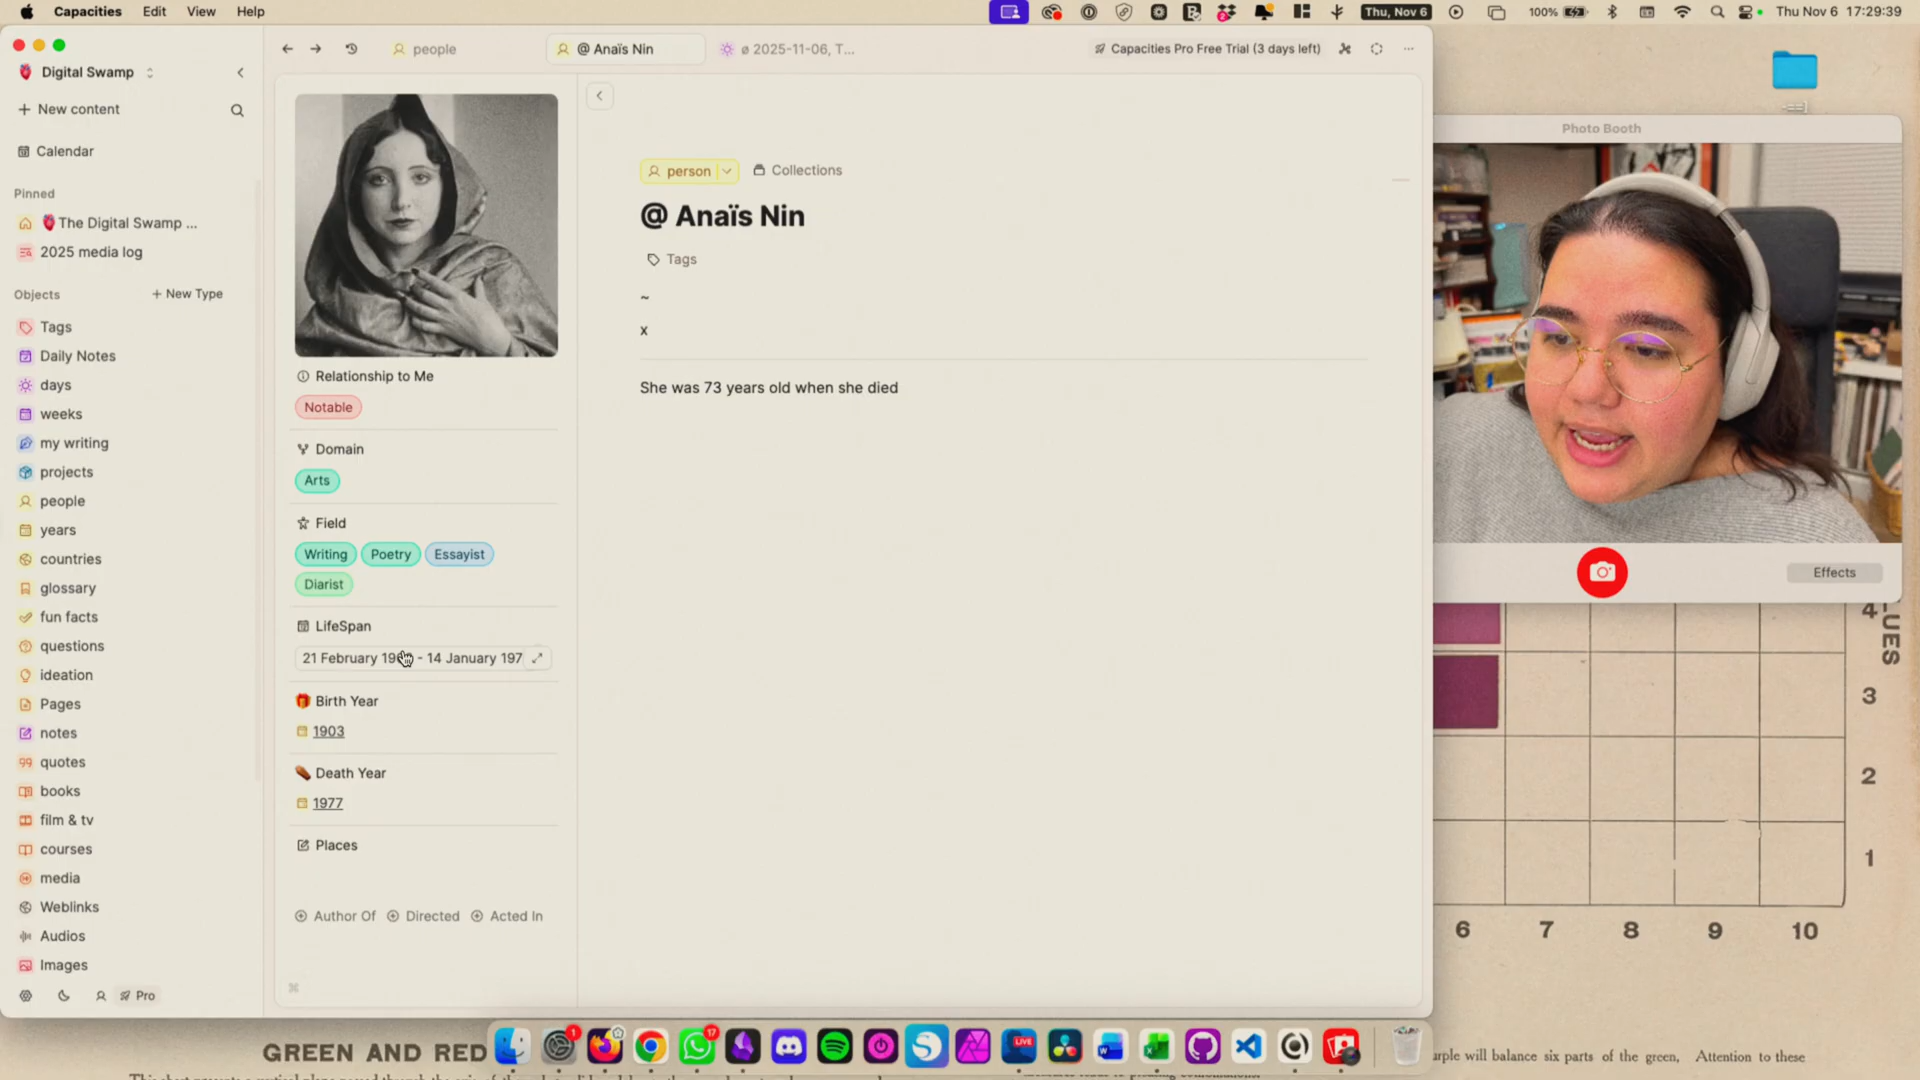 Capacities Edit View Help
Thu, Nov 6
100%
Thu Nov 6 17:29:39
Digital Swamp
people
@ Anaïs Nin
ø 2025-11-06, T...
Capacities Pro Free Trial (3 days left)
New content
Calendar
Pinned
The Digital Swamp ...
2025 media log
Objects
+ New Type
Tags
Daily Notes
days
weeks
my writing
projects
people
years
countries
glossary
fun facts
questions
ideation
Pages
notes
quotes
books
film & tv
courses
media
Weblinks
Audios
Images
Pro
Relationship to Me
Notable
Domain
Arts
Field
Writing Poetry Essayist
Diarist
LifeSpan
21 February - 14 January 197
Birth Year
1903
Death Year
1977
Places
Author Of Directed Acted In
person
Collections
@ Anaïs Nin
Tags
~
x
She was 73 years old when she died
Photo Booth
Effects
4
3
2
1
6 7 8 9 10
GREEN AND RED
1
17
LIVE
urple will balance six parts of the green, Attention to these